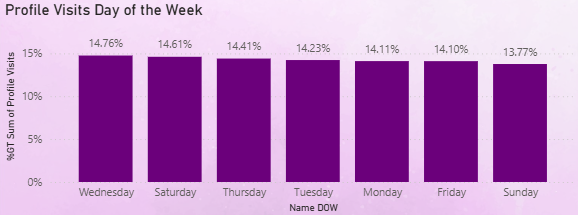 Profile Visits Day of the Week
%GT Sum of Profile Visits
15%
10%
5%
0%
14.76% 14.61% 14.41% 14.23% 14.11% 14.10% 13.77%
Wednesday Saturday Thursday Tuesday Monday Friday Sunday
Name DOW